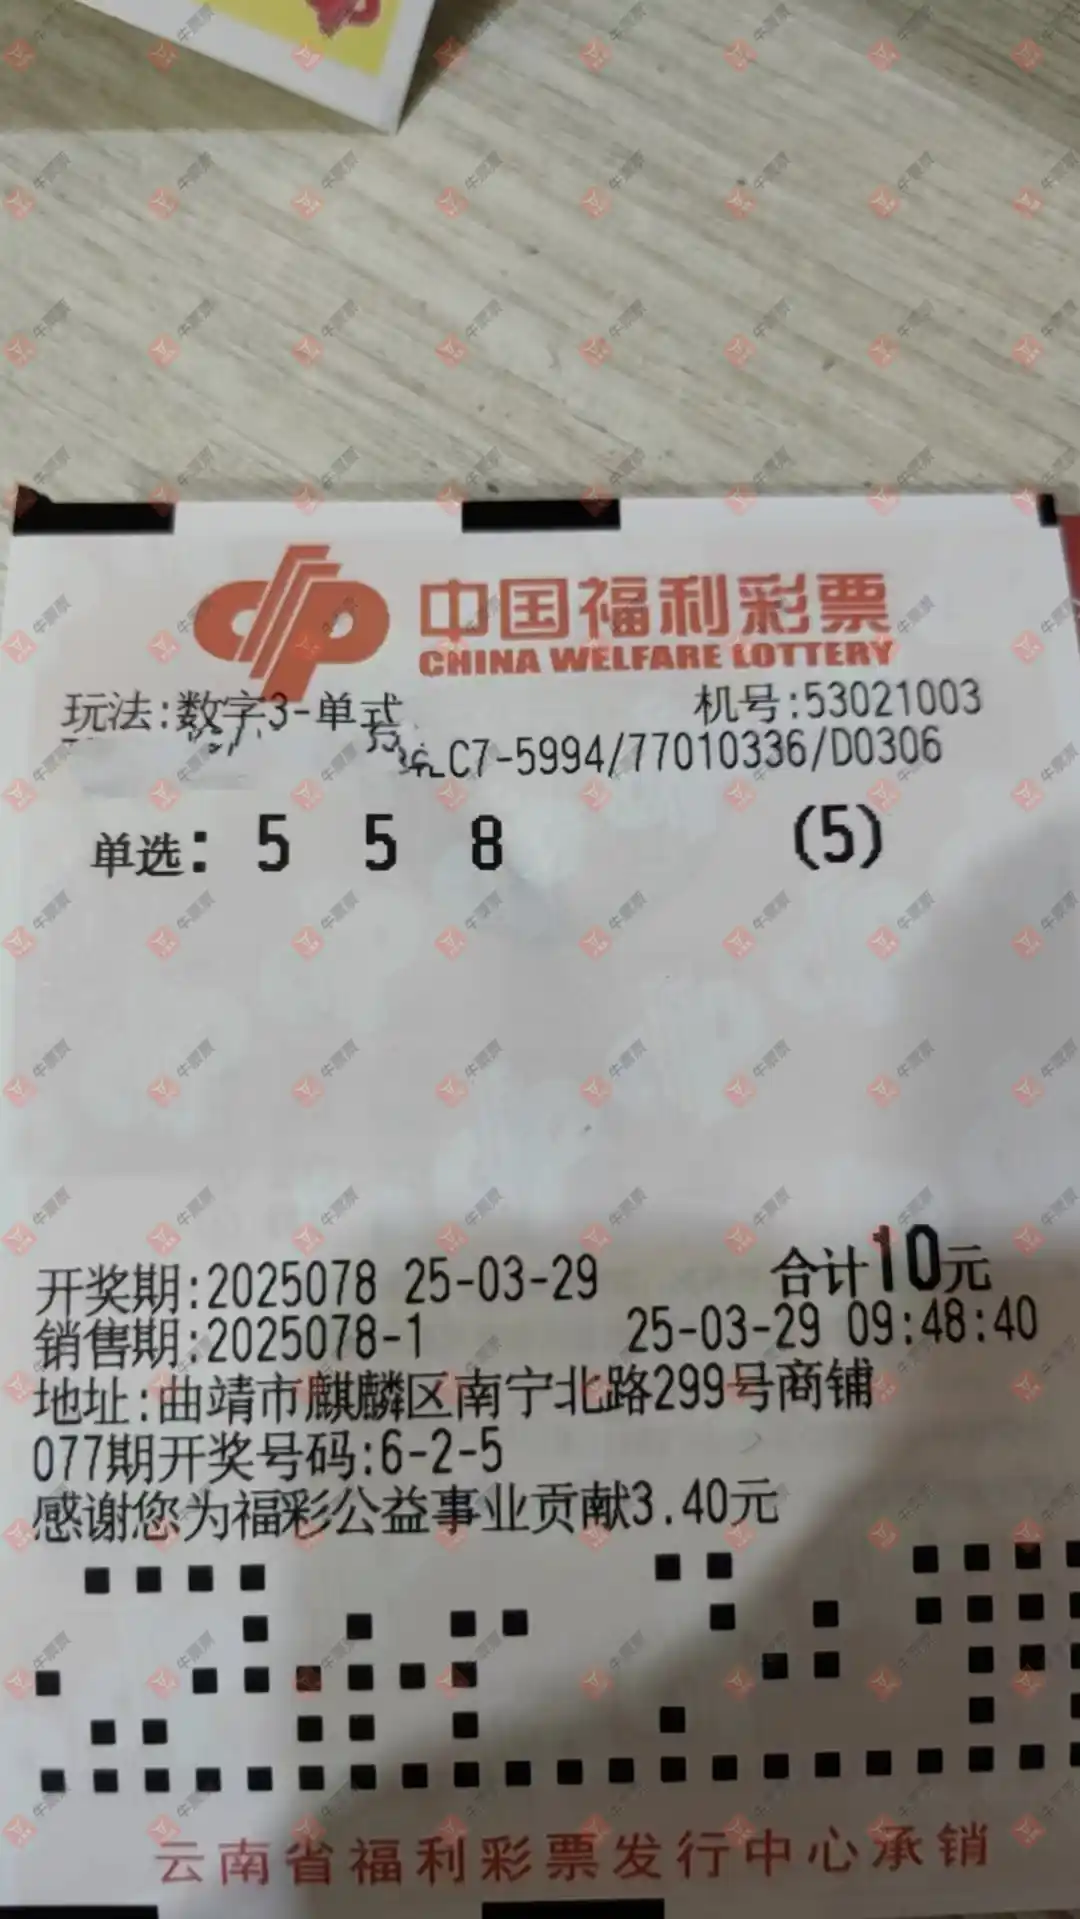 中国福利彩票
CHINA WELFARE LOTTERY
玩法:数字3-单式 机号:53021003
C7-5994/77010336/D0306
单选: 5 5 8 (5)
开奖期:2025078 25-03-29 合计10元
销售期:2025078-1 25-03-29 09:48:40
地址:曲靖市麒麟区南宁北路299号商铺
077期开奖号码:6-2-5
感谢您为福彩公益事业贡献3.40元
云南省福利彩票发行中心承销
牛票票